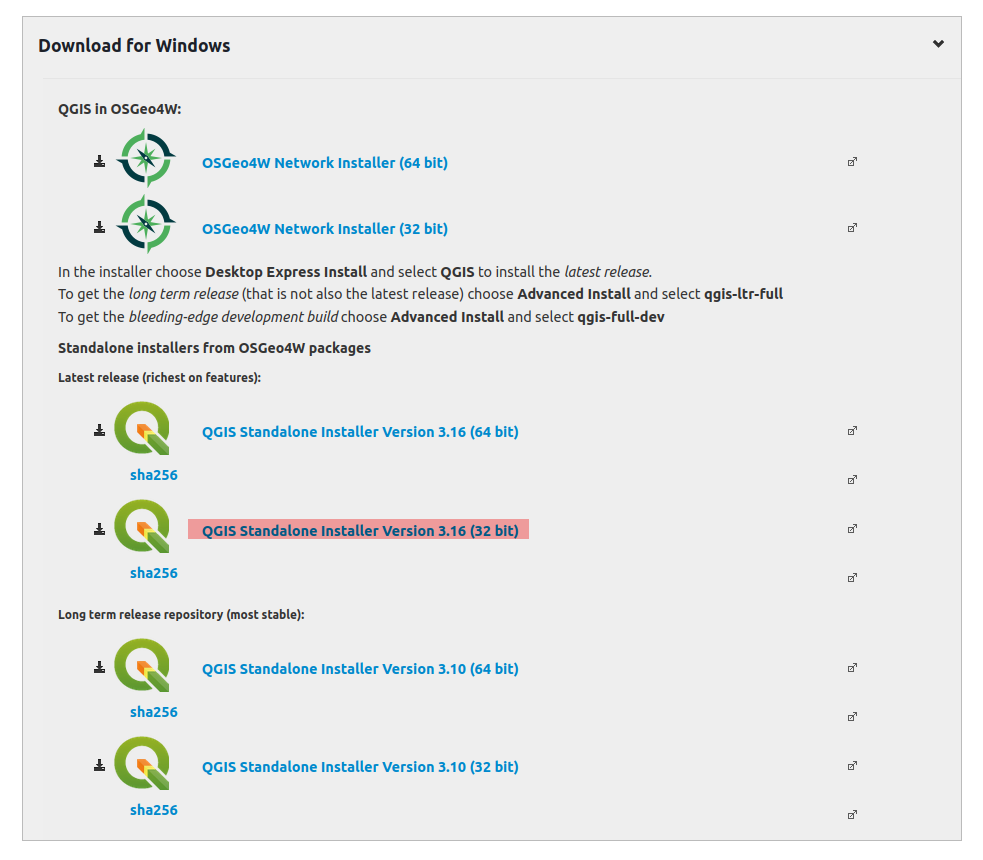 Download for Windows
QGIS in OSGeo4W:
OSGeo4W Network Installer (64 bit)
OSGeo4W Network Installer (32 bit)
In the installer choose Desktop Express Install and select QGIS to install the latest release.
To get the long term release (that is not also the latest release) choose Advanced Install and select qgis-ltr-full
To get the bleeding-edge development build choose Advanced Install and select qgis-full-dev
Standalone installers from OSGeo4W packages
Latest release (richest on features):
QGIS Standalone Installer Version 3.16 (64 bit)
sha256
QGIS Standalone Installer Version 3.16 (32 bit)
sha256
Long term release repository (most stable):
QGIS Standalone Installer Version 3.10 (64 bit)
sha256
QGIS Standalone Installer Version 3.10 (32 bit)
sha256